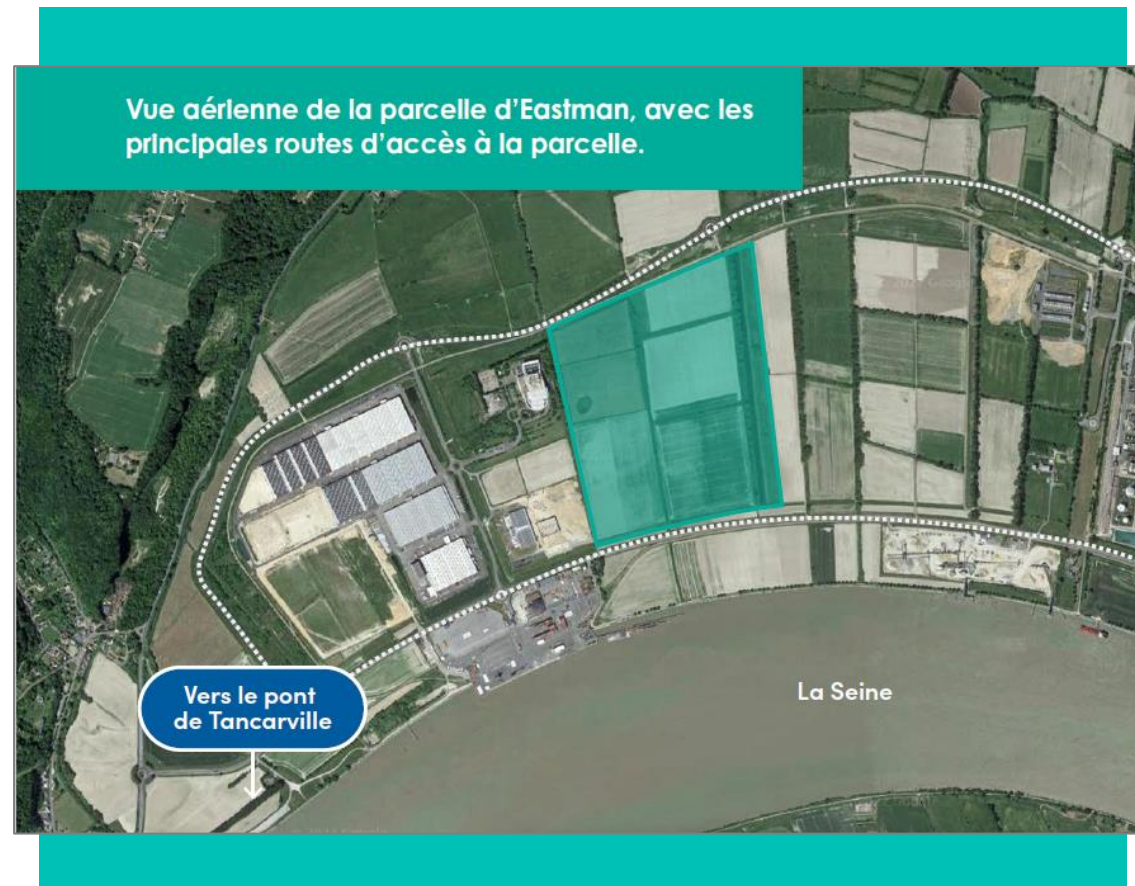 Vue aérienne de la parcelle d'Eastman, avec les
principales routes d'accès à la parcelle.
Vers le pont
de Tancarville
La Seine